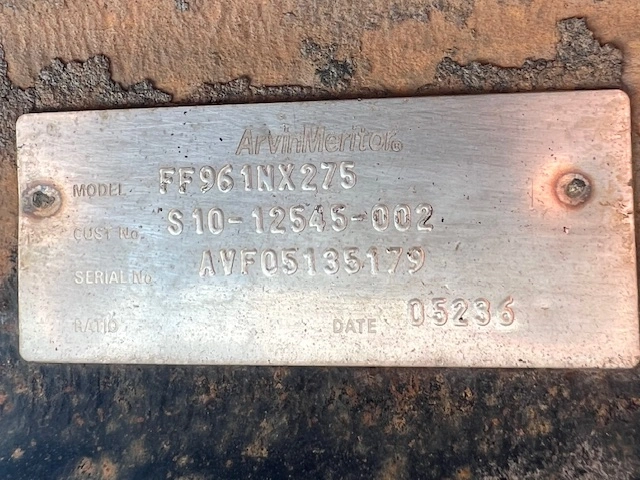 ArvinMeritor®
MODEL FF961NX275
CUST No. S10-12545-002
SERIAL No. AVF05135179
RATIO DATE 05236